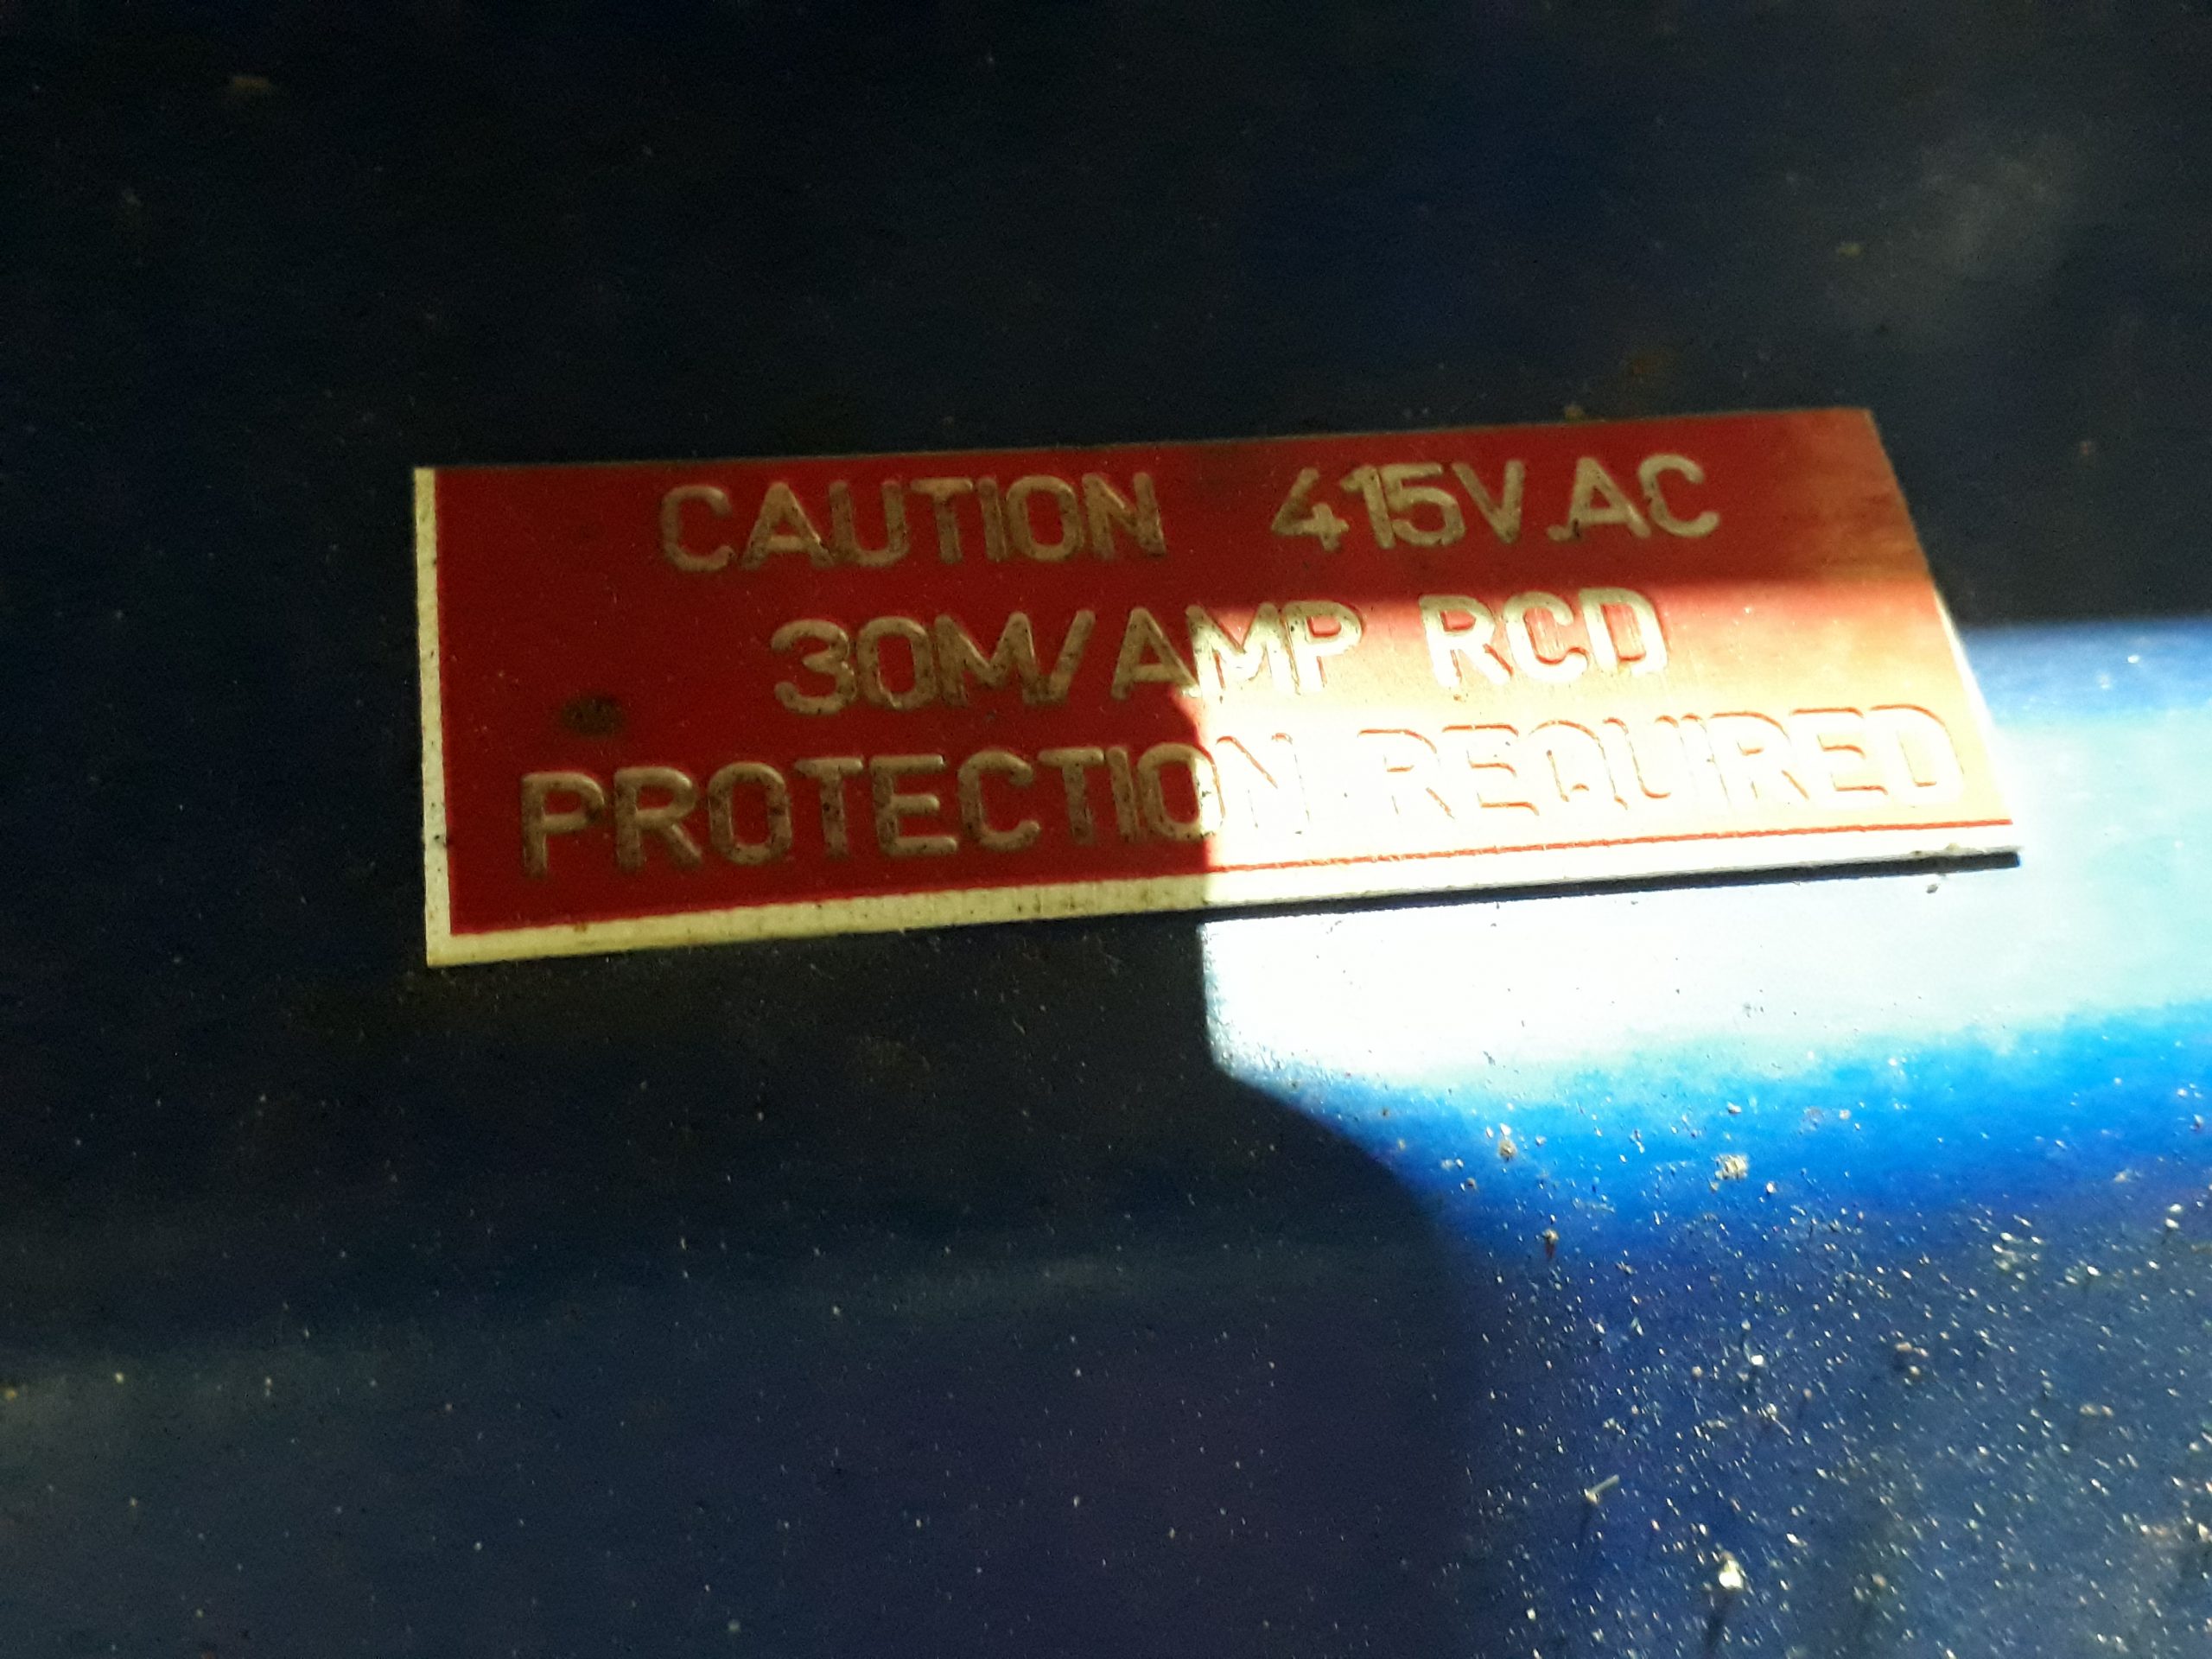 CAUTION 415V.AC
30M/AMP RCD
PROTECTION REQUIRED